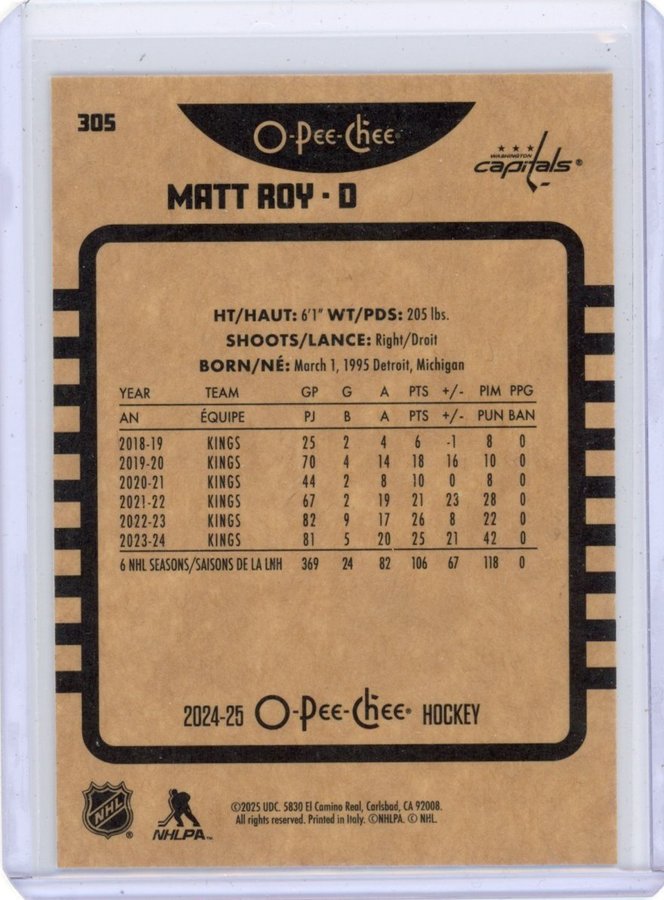 305
O-Pee-Chee®
WASHINGTON
capitals®
MATT ROY · D
HT/HAUT: 6'1" WT/PDS: 205 lbs.
SHOOTS/LANCE: Right/Droit
BORN/NÉ: March 1, 1995 Detroit, Michigan
YEAR TEAM GP G A PTS +/- PIM PPG
AN ÉQUIPE PJ B A PTS +/- PUN BAN
2018-19 KINGS 25 2 4 6 -1 8 0
2019-20 KINGS 70 4 14 18 16 10 0
2020-21 KINGS 44 2 8 10 0 8 0
2021-22 KINGS 67 2 19 21 23 28 0
2022-23 KINGS 82 9 17 26 8 22 0
2023-24 KINGS 81 5 20 25 21 42 0
6 NHL SEASONS/SAISONS DE LA LNH 369 24 82 106 67 118 0
2024-25 O-Pee-Chee® HOCKEY
NHL ®
NHLPA™
©2025 UDC. 5830 El Camino Real, Carlsbad, CA 92008.
All rights reserved. Printed in Italy. ©NHLPA. © NHL.